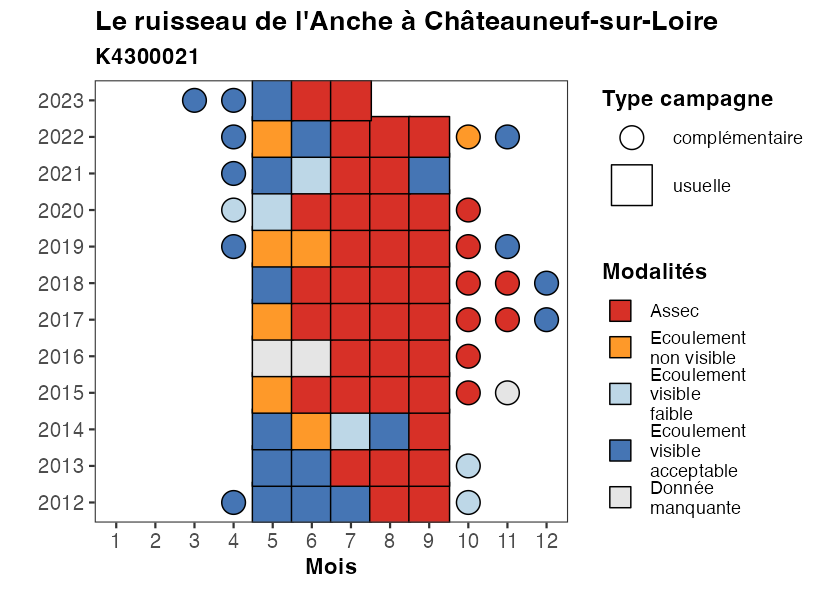 Le ruisseau de l'Anche à Châteauneuf-sur-Loire
K4300021
2023
2022
2021
2020
2019
2018
2017
2016
2015
2014
2013
2012
1 2 3 4 5 6 7 8 9 10 11 12
Mois
Type campagne
complémentaire
usuelle
Modalités
Assec
Ecoulement
non visible
Ecoulement
visible
faible
Ecoulement
visible
acceptable
Donnée
manquante